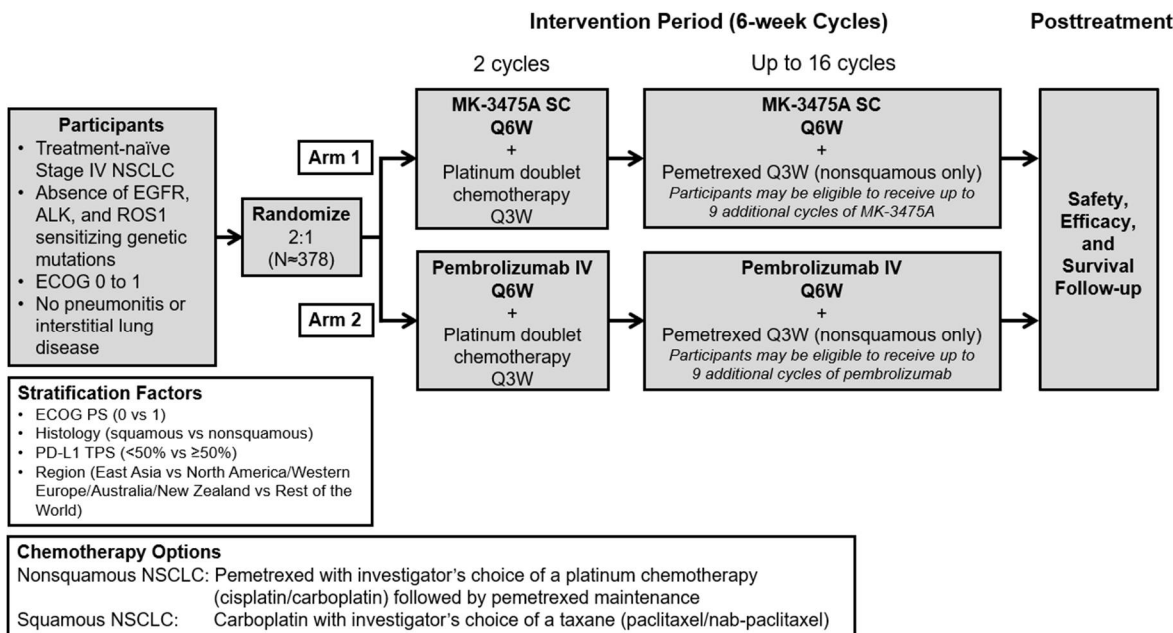 Intervention Period (6-week Cycles)
Posttreatment
2 cycles
Up to 16 cycles
Participants
• Treatment-naïve
Stage IV NSCLC
• Absence of EGFR,
ALK, and ROS1
sensitizing genetic
mutations
• ECOG 0 to 1
• No pneumonitis or
interstitial lung
disease
Randomize
2:1
(N≈378)
Arm 1
MK-3475A SC
Q6W
+
Platinum doublet
chemotherapy
Q3W
MK-3475A SC
Q6W
+
Pemetrexed Q3W (nonsquamous only)
Participants may be eligible to receive up to
9 additional cycles of MK-3475A
Arm 2
Pembrolizumab IV
Q6W
+
Platinum doublet
chemotherapy
Q3W
Pembrolizumab IV
Q6W
+
Pemetrexed Q3W (nonsquamous only)
Participants may be eligible to receive up to
9 additional cycles of pembrolizumab
Safety,
Efficacy,
and
Survival
Follow-up
Stratification Factors
• ECOG PS (0 vs 1)
• Histology (squamous vs nonsquamous)
• PD-L1 TPS (<50% vs ≥50%)
• Region (East Asia vs North America/Western
Europe/Australia/New Zealand vs Rest of the
World)
Chemotherapy Options
Nonsquamous NSCLC: Pemetrexed with investigator's choice of a platinum chemotherapy
(cisplatin/carboplatin) followed by pemetrexed maintenance
Squamous NSCLC: Carboplatin with investigator's choice of a taxane (paclitaxel/nab-paclitaxel)